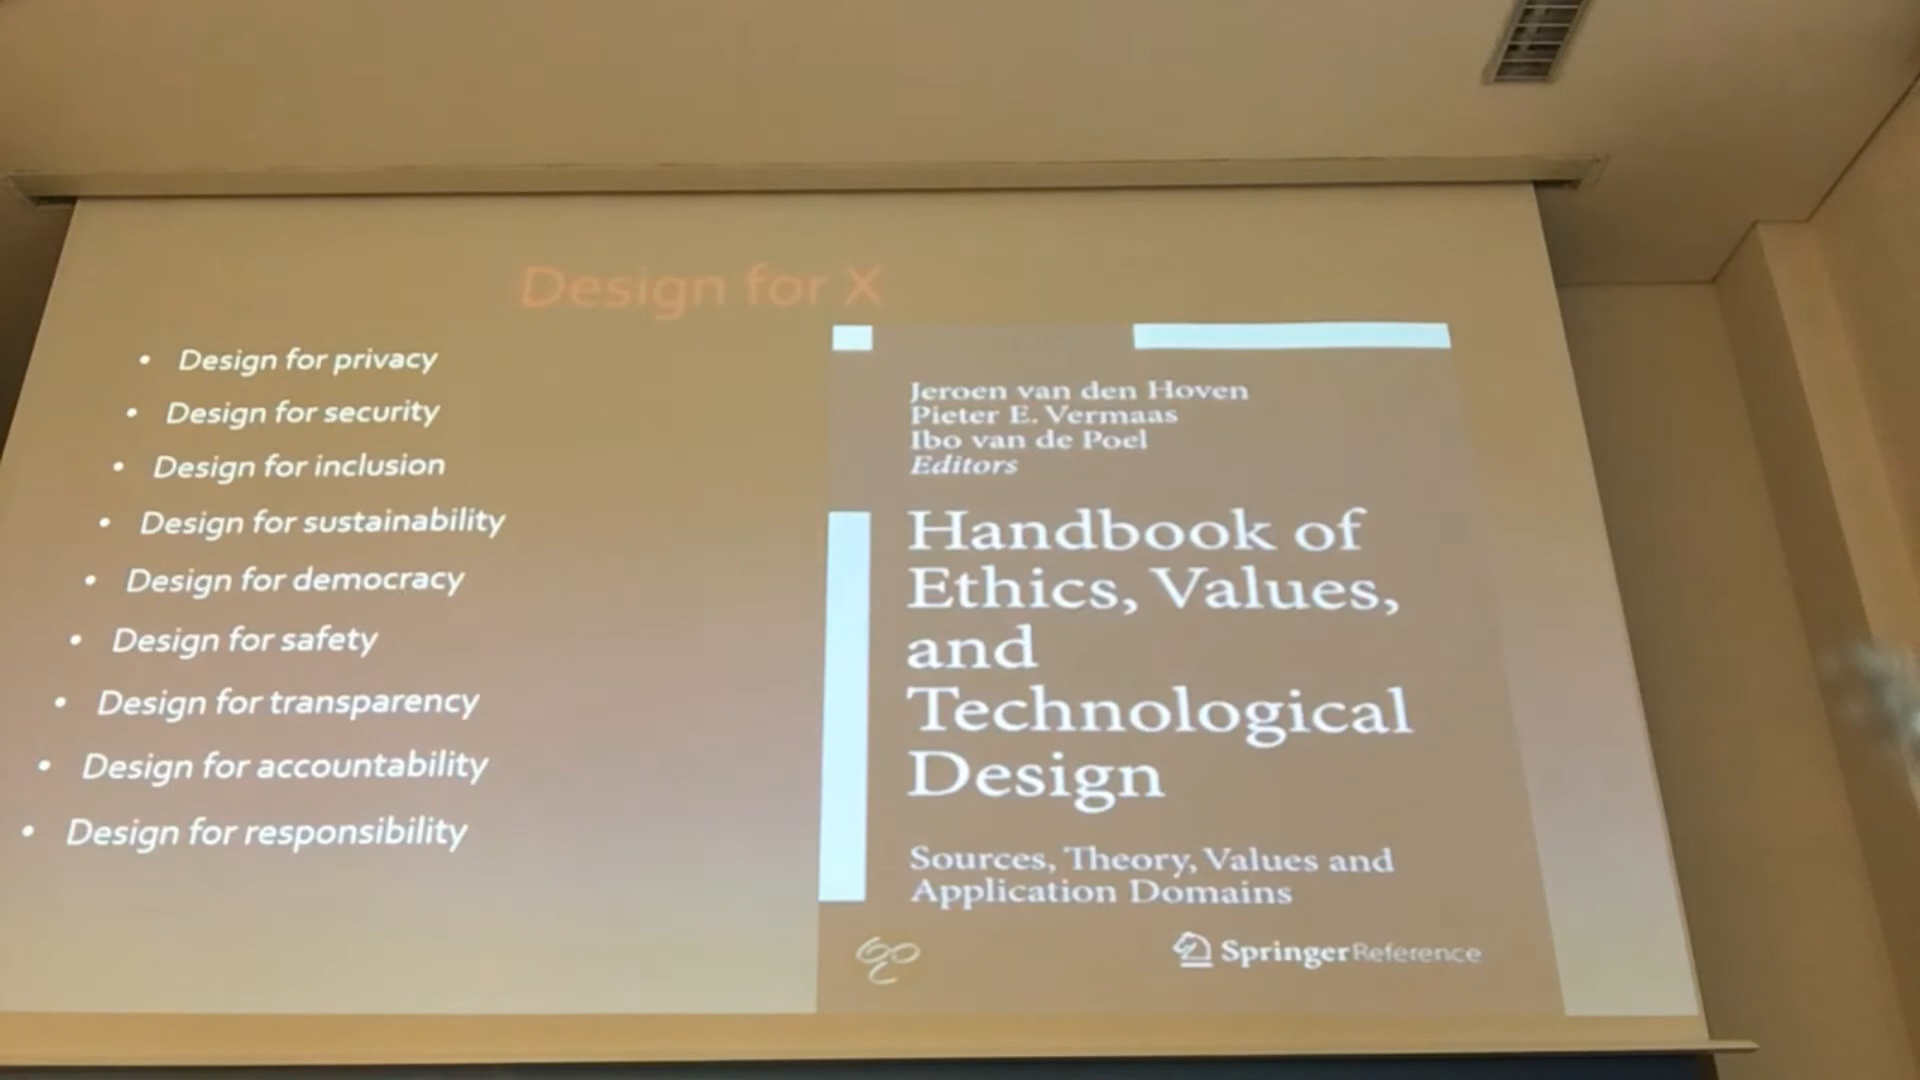 Design for X
• Design for privacy
• Design for security
• Design for inclusion
• Design for sustainability
• Design for democracy
• Design for safety
• Design for transparency
• Design for accountability
• Design for responsibility
Jeroen van den Hoven
Pieter E. Vermaas
Ibo van de Poel
Editors
Handbook of
Ethics, Values,
and
Technological
Design
Sources, Theory, Values and
Application Domains
SpringerReference